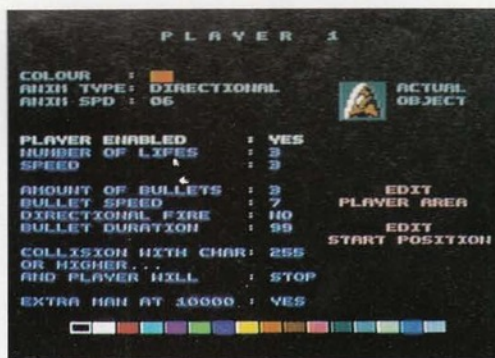 PLAYER 1
COLOUR :
ANIM TYPE: DIRECTIONAL
ANIM SPD : 06
ACTUAL
OBJECT
PLAYER ENABLED : YES
NUMBER OF LIFES : 3
SPEED : 3
AMOUNT OF BULLETS : 3
BULLET SPEED : 7
DIRECTIONAL FIRE : NO
BULLET DURATION : 99
EDIT
PLAYER AREA
EDIT
START POSITION
COLLISION WITH CHAR: 255
OR HIGHER...
AND PLAYER WILL : STOP
EXTRA MAN AT 10000 : YES